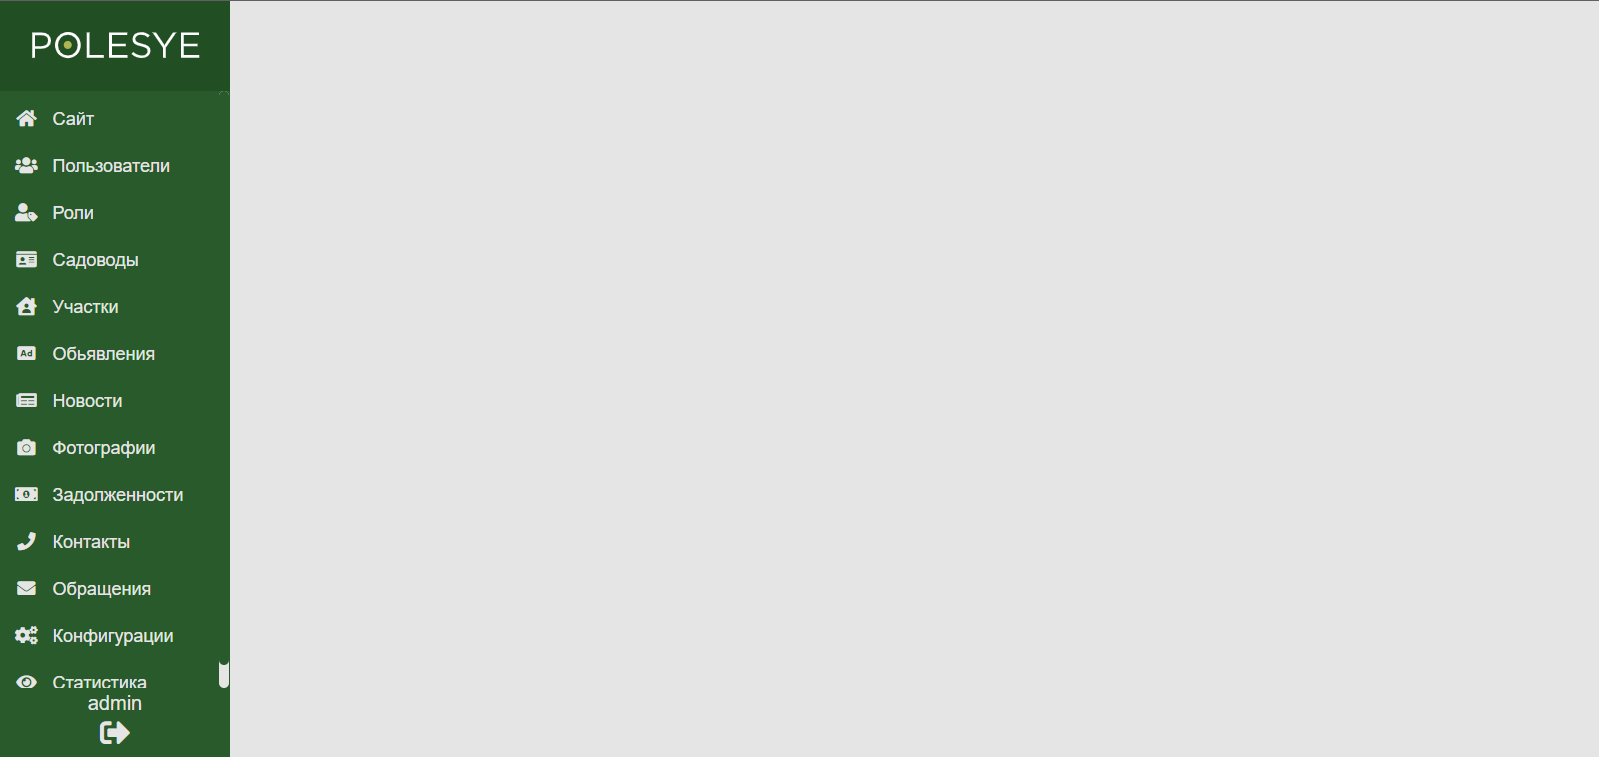 POLESYE
Сайт
Пользователи
Роли
Садоводы
Участки
Ad
Обьявления
Новости
Фотографии
Задолженности
Контакты
Обращения
Конфигурации
Статистика
admin